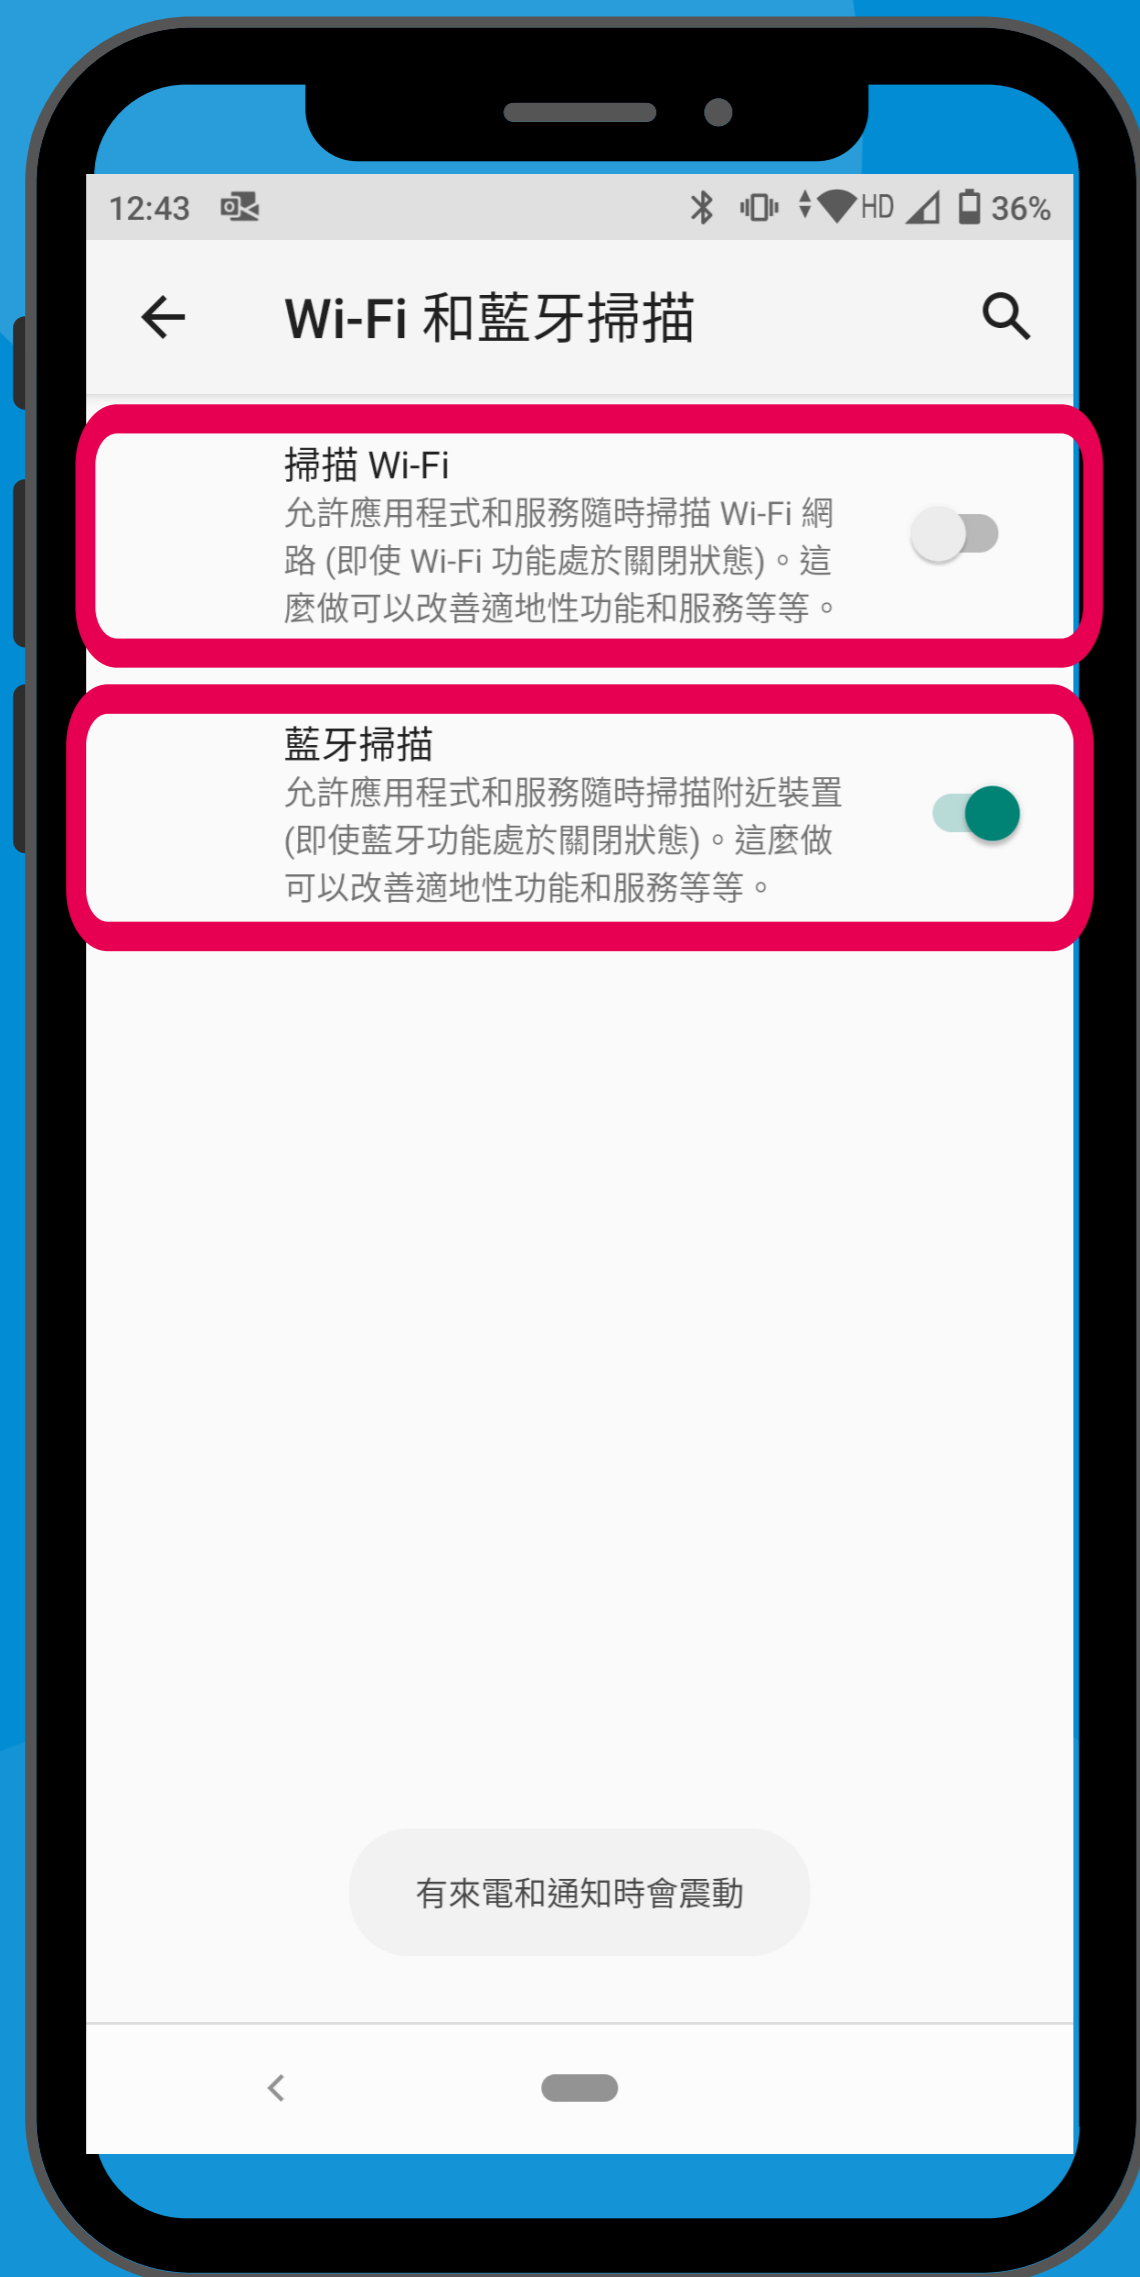 12:43 HD 36%
Wi-Fi 和藍牙掃描
掃描 Wi-Fi
允許應用程式和服務隨時掃描 Wi-Fi 網
路 (即使 Wi-Fi 功能處於關閉狀態)。這
麼做可以改善適地性功能和服務等等。
藍牙掃描
允許應用程式和服務隨時掃描附近裝置
(即使藍牙功能處於關閉狀態)。這麼做
可以改善適地性功能和服務等等。
有來電和通知時會震動